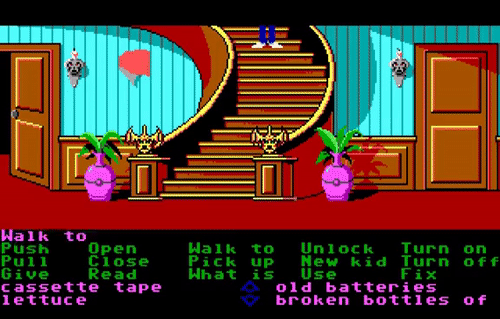 Walk to
Push Open Walk to Unlock Turn on
Pull Close Pick up New kid Turn off
Give Read What is Use Fix
cassette tape old batteries
lettuce broken bottles of